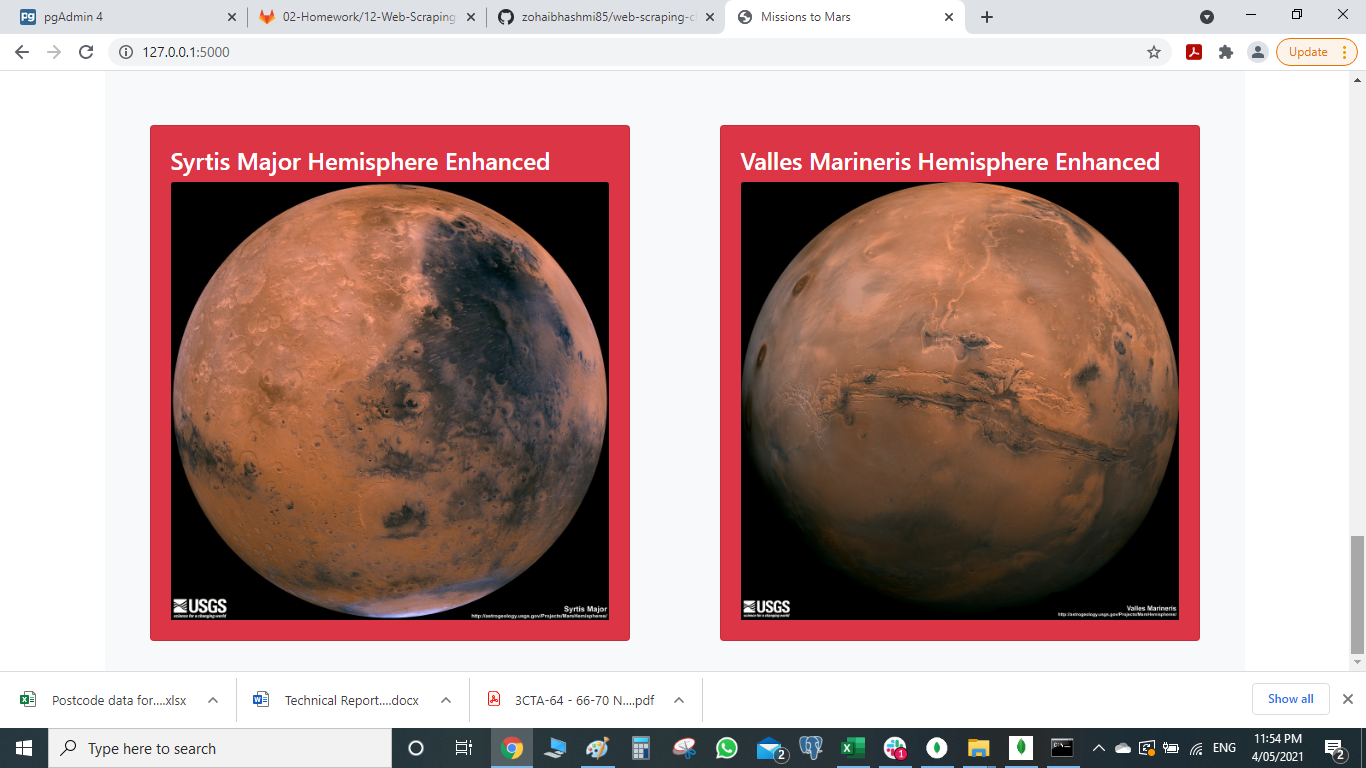 pgAdmin 4
02-Homework/12-Web-Scraping
zohaibhashmi85/web-scraping-c
Missions to Mars
127.0.0.1:5000
Update
Syrtis Major Hemisphere Enhanced
Valles Marineris Hemisphere Enhanced
USGS
science for a changing world
Syrtis Major
http://astrogeology.usgs.gov/Projects/MarsHemispheres/
USGS
science for a changing world
Valles Marineris
http://astrogeology.usgs.gov/Projects/MarsHemispheres/
Postcode data for....xlsx
Technical Report....docx
3CTA-64 - 66-70 N....pdf
Show all
Type here to search
2
1
ENG
11:54 PM
4/05/2021
2